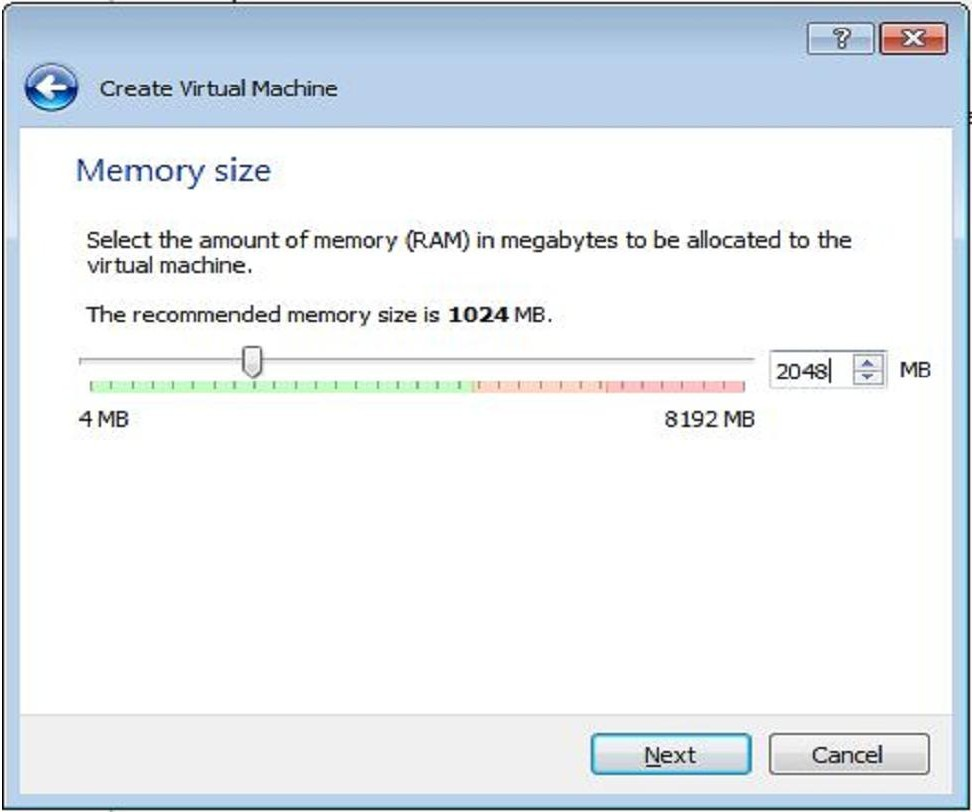 ?
X
Create Virtual Machine
Memory size
Select the amount of memory (RAM) in megabytes to be allocated to the
virtual machine.
The recommended memory size is 1024 MB.
2048 MB
4 MB 8192 MB
Next Cancel